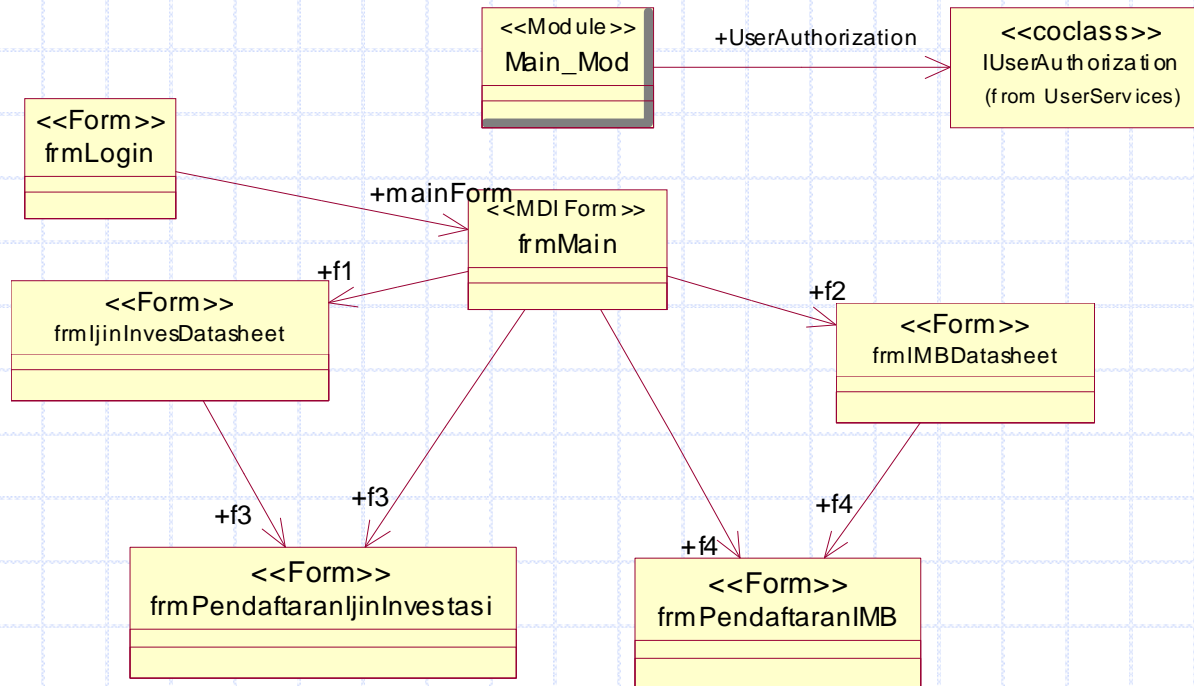 <<Module>>
Main_Mod
+UserAuthorization
<<coclass>>
IUserAuthorization
(from UserServices)
<<Form>>
frmLogin
+mainForm
<<MDI Form>>
frmMain
+f1
+f2
<<Form>>
frmIjinInvesDatasheet
<<Form>>
frmIMBDatasheet
+f3
+f3
+f4
+f4
<<Form>>
frmPendaftaranIjinInvestasi
<<Form>>
frmPendaftaranIMB